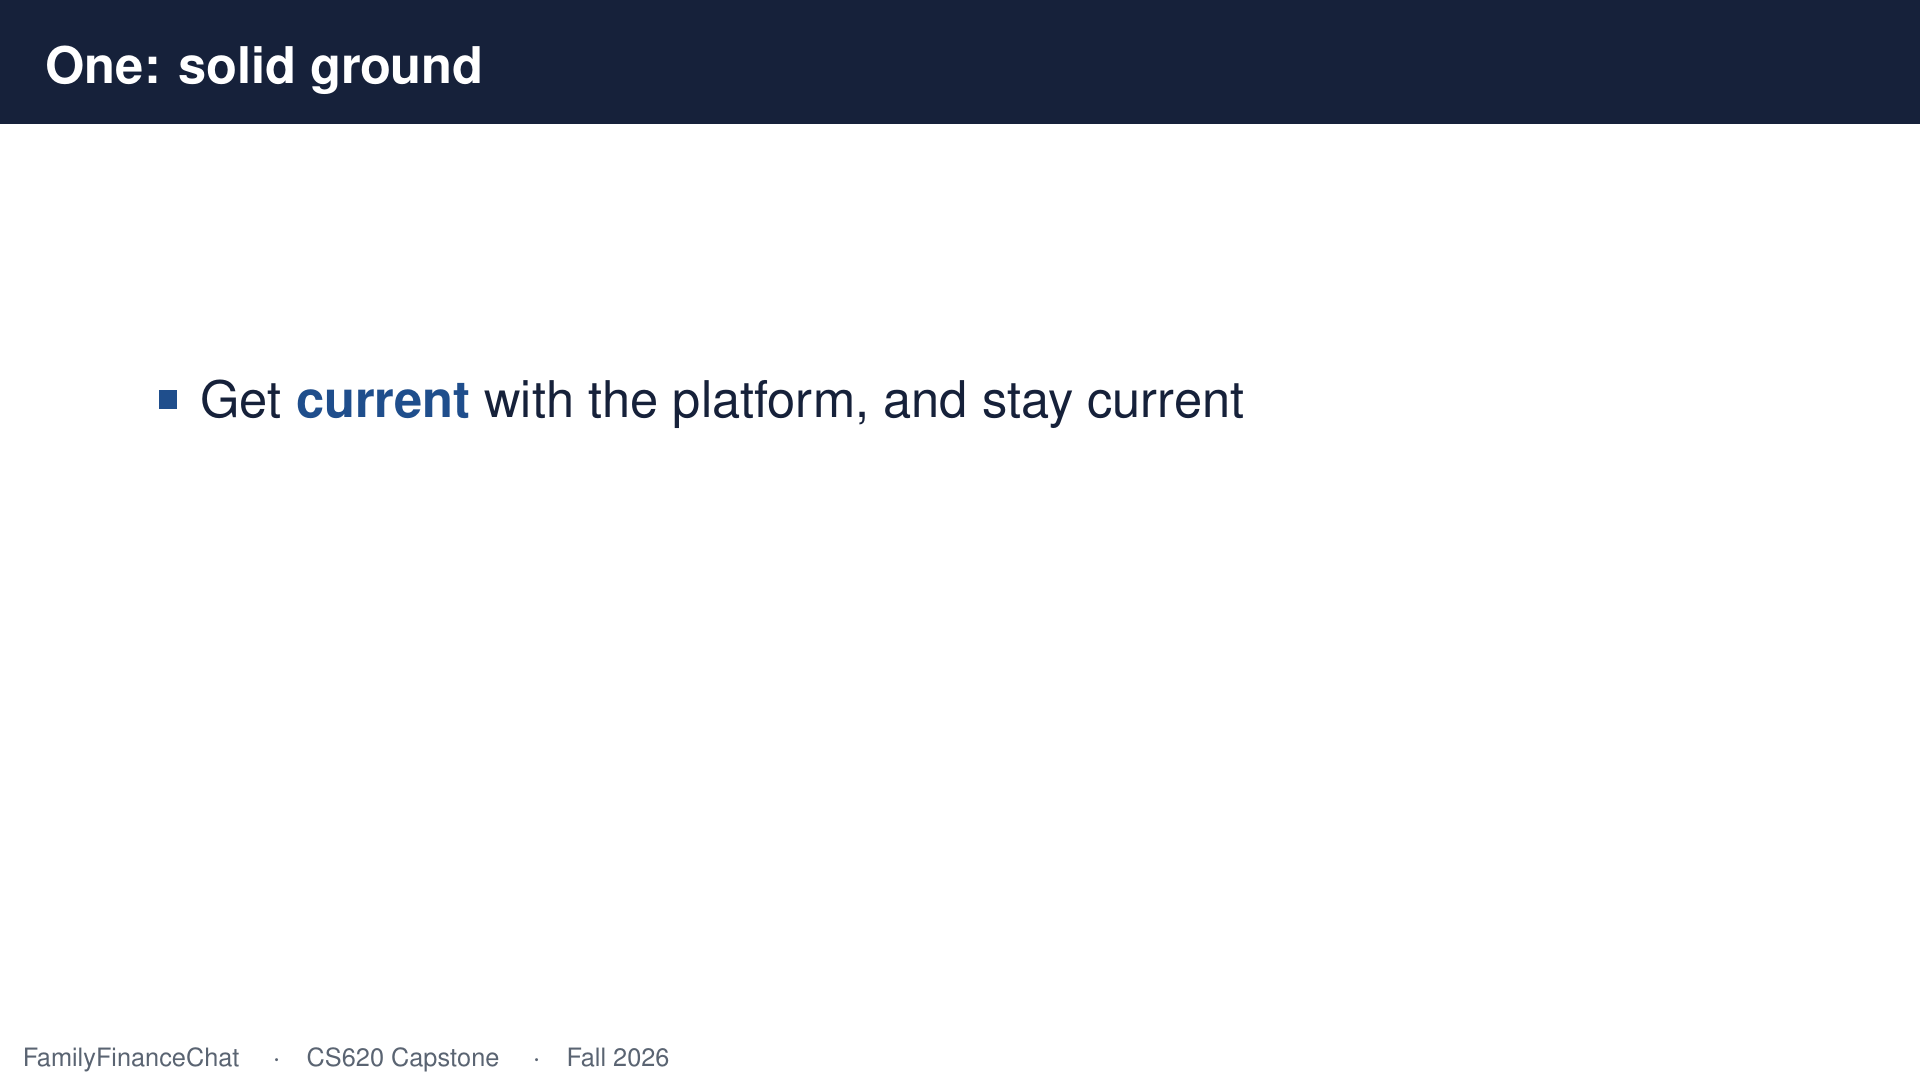 One: solid ground
Get current with the platform, and stay current
FamilyFinanceChat · CS620 Capstone · Fall 2026